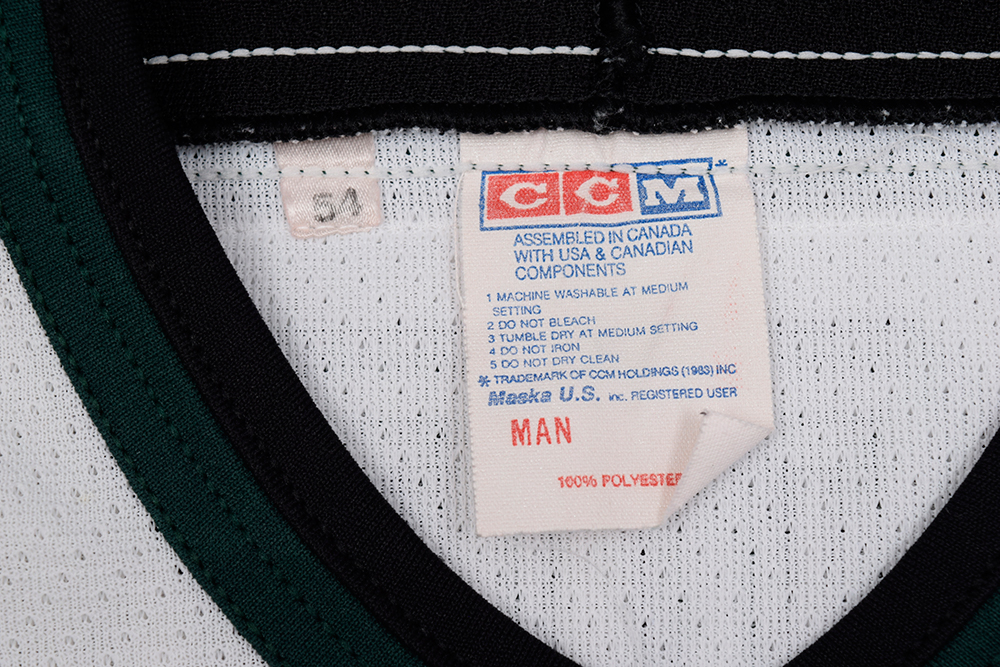 54
CCM*
ASSEMBLED IN CANADA
WITH USA & CANADIAN
COMPONENTS
1 MACHINE WASHABLE AT MEDIUM
SETTING
2 DO NOT BLEACH
3 TUMBLE DRY AT MEDIUM SETTING
4 DO NOT IRON
5 DO NOT DRY CLEAN
* TRADEMARK OF CCM HOLDINGS (1983) INC
Maska U.S. Inc. REGISTERED USER
MAN
100% POLYESTER